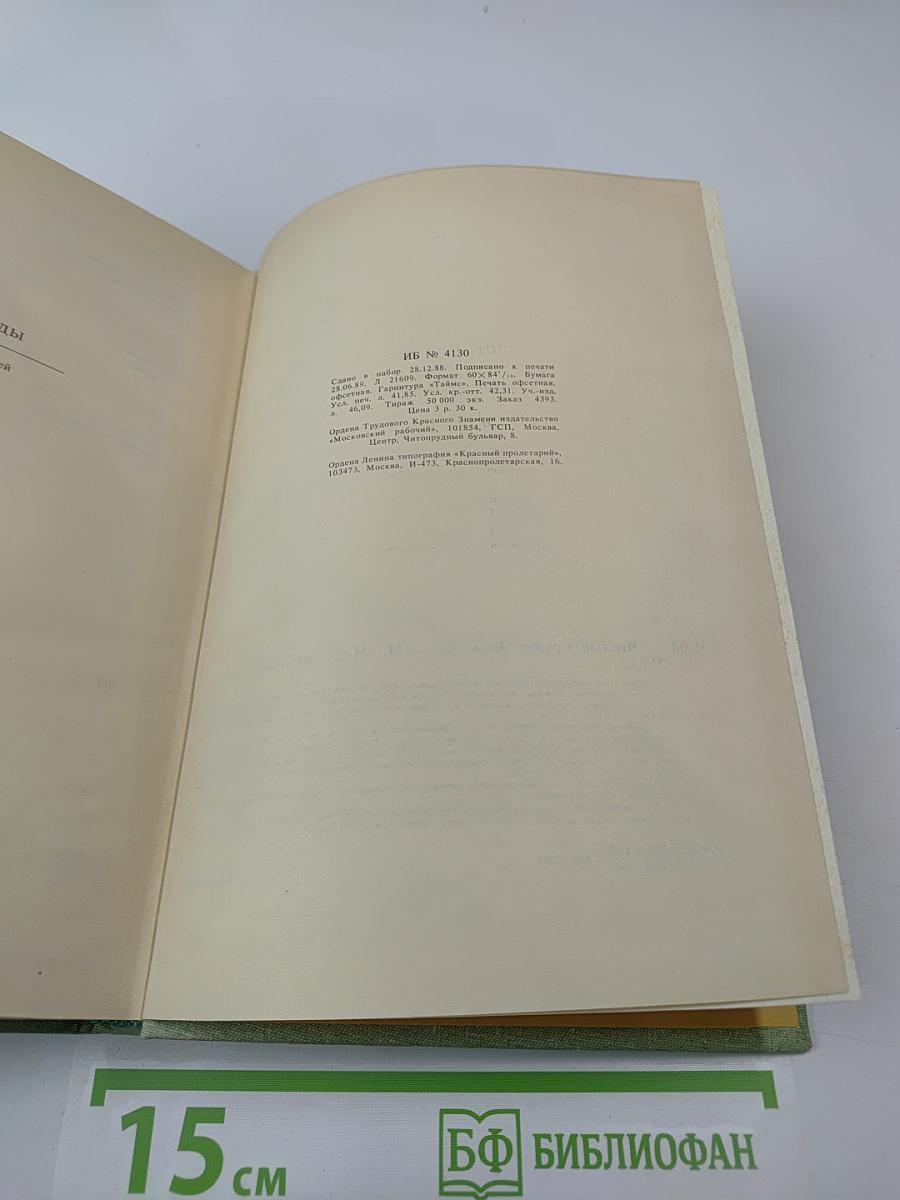 ды
ей
ИБ № 4130
Сдано в набор 28.12.88. Подписано к печати
28.06.89. Л 21609. Формат 60×84 1/16. Бумага
офсетная. Гарнитура «Таймс». Печать офсетная.
Усл. печ. л. 41,85. Усл. кр.-отт. 42,31. Уч.-изд.
л. 46,09. Тираж 50 000 экз. Заказ 4393.
Цена 3 р. 30 к.
Ордена Трудового Красного Знамени издательство
«Московский рабочий», 101854, ГСП, Москва,
Центр, Читопрудный бульвар, 8.
Ордена Ленина типография «Красный пролетарий»,
103473, Москва, И-473, Краснопролетарская, 16.
15 см
БФ БИБЛИОФАН